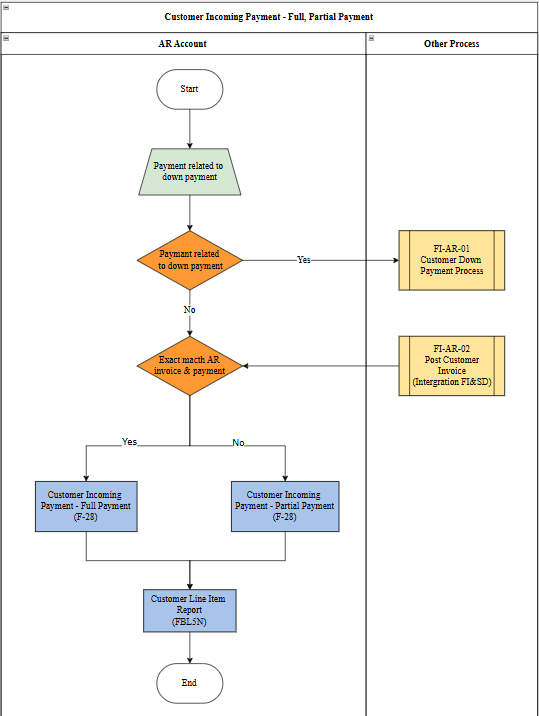 Customer Incoming Payment - Full, Partial Payment
AR Account
Other Process
Start
Payment related to
down payment
Paymant related
to down payment
Yes
FI-AR-01
Customer Down
Payment Process
No
Exact macth AR
invoice & payment
FI-AR-02
Post Customer
Invoice
(Intergration FI&SD)
Yes
No
Customer Incoming
Payment - Full Payment
(F-28)
Customer Incoming
Payment - Partial Payment
(F-28)
Customer Line Item
Report
(FBL5N)
End